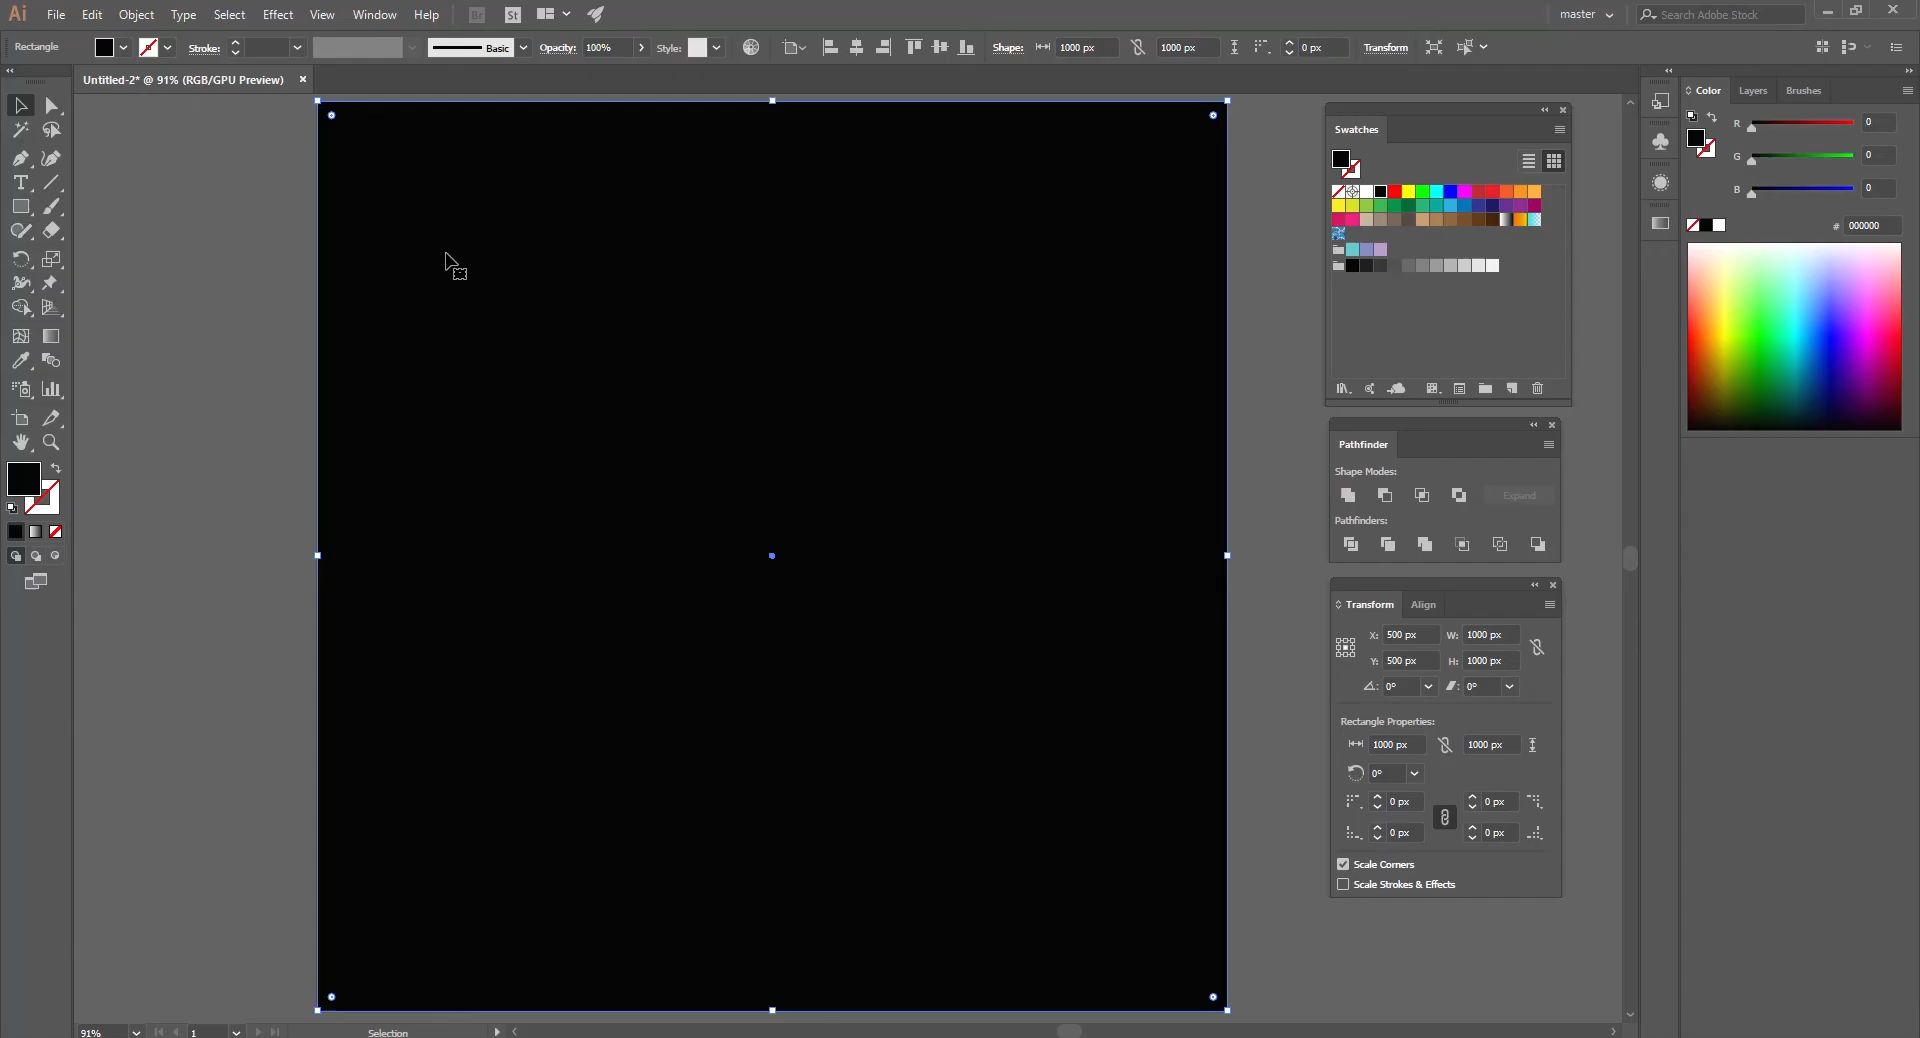 Ai File Edit Object Type Select Effect View Window Help Br St master Search Adobe Stock
Rectangle Stroke: Basic Opacity: 100% Style: Shape: 1000 px 1000 px 0 px Transform
Untitled-2* @ 91% (RGB/GPU Preview)
Color Layers Brushes
R 0
G 0
B 0
# 000000
Swatches
Pathfinder
Shape Modes:
Expand
Pathfinders:
Transform Align
X: 500 px W: 1000 px
Y: 500 px H: 1000 px
0° 0°
Rectangle Properties:
1000 px 1000 px
0°
0 px 0 px
0 px 0 px
Scale Corners
Scale Strokes & Effects
91% 1 Selection